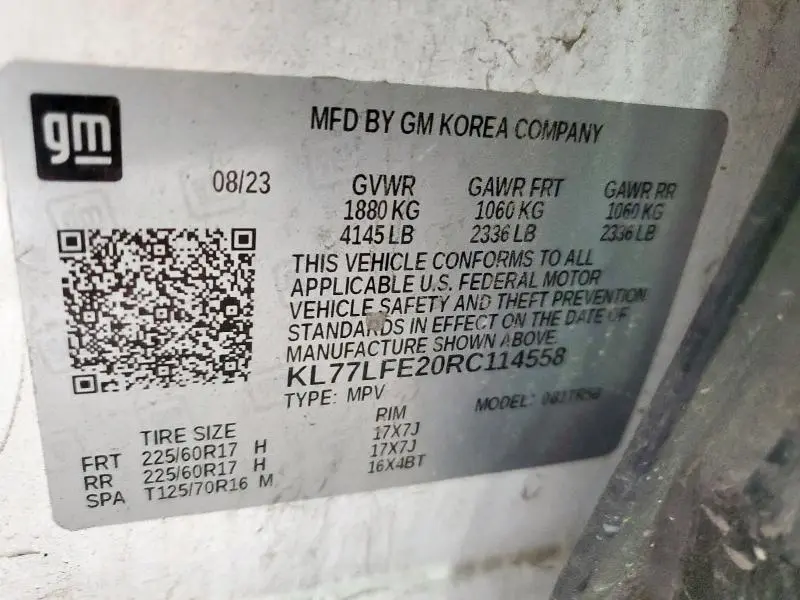 gm
MFD BY GM KOREA COMPANY
08/23
GVWR GAWR FRT GAWR RR
1880 KG 1060 KG 1060 KG
4145 LB 2336 LB 2336 LB
THIS VEHICLE CONFORMS TO ALL
APPLICABLE U.S. FEDERAL MOTOR
VEHICLE SAFETY AND THEFT PREVENTION
STANDARDS IN EFFECT ON THE DATE OF
MANUFACTURE SHOWN ABOVE.
KL77LFE20RC114558
TYPE: MPV MODEL:
TIRE SIZE RIM
FRT 225/60R17 H 17X7J
RR 225/60R17 H 17X7J
SPA T125/70R16 M 16X4BT